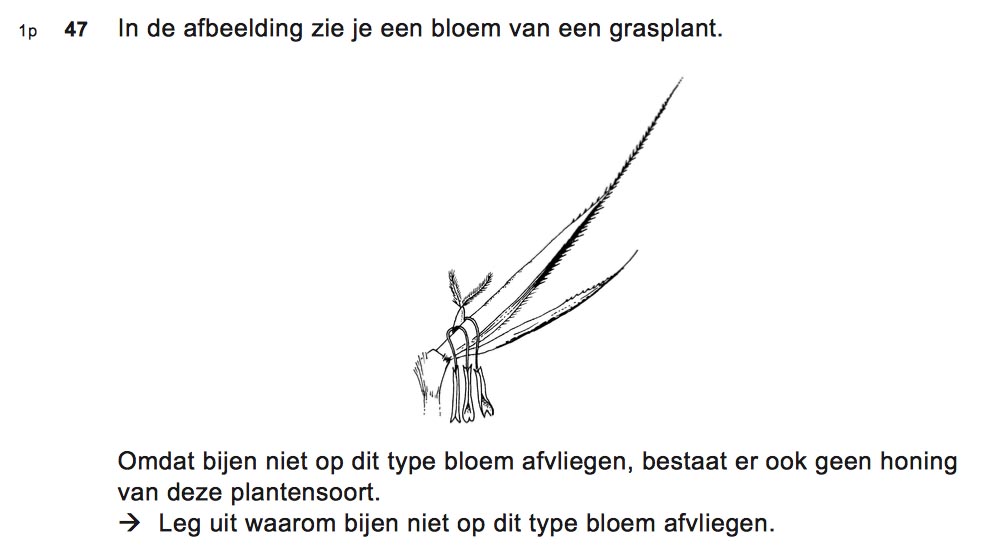 1p 47 In de afbeelding zie je een bloem van een grasplant.
Omdat bijen niet op dit type bloem afvliegen, bestaat er ook geen honing
van deze plantensoort.
→ Leg uit waarom bijen niet op dit type bloem afvliegen.